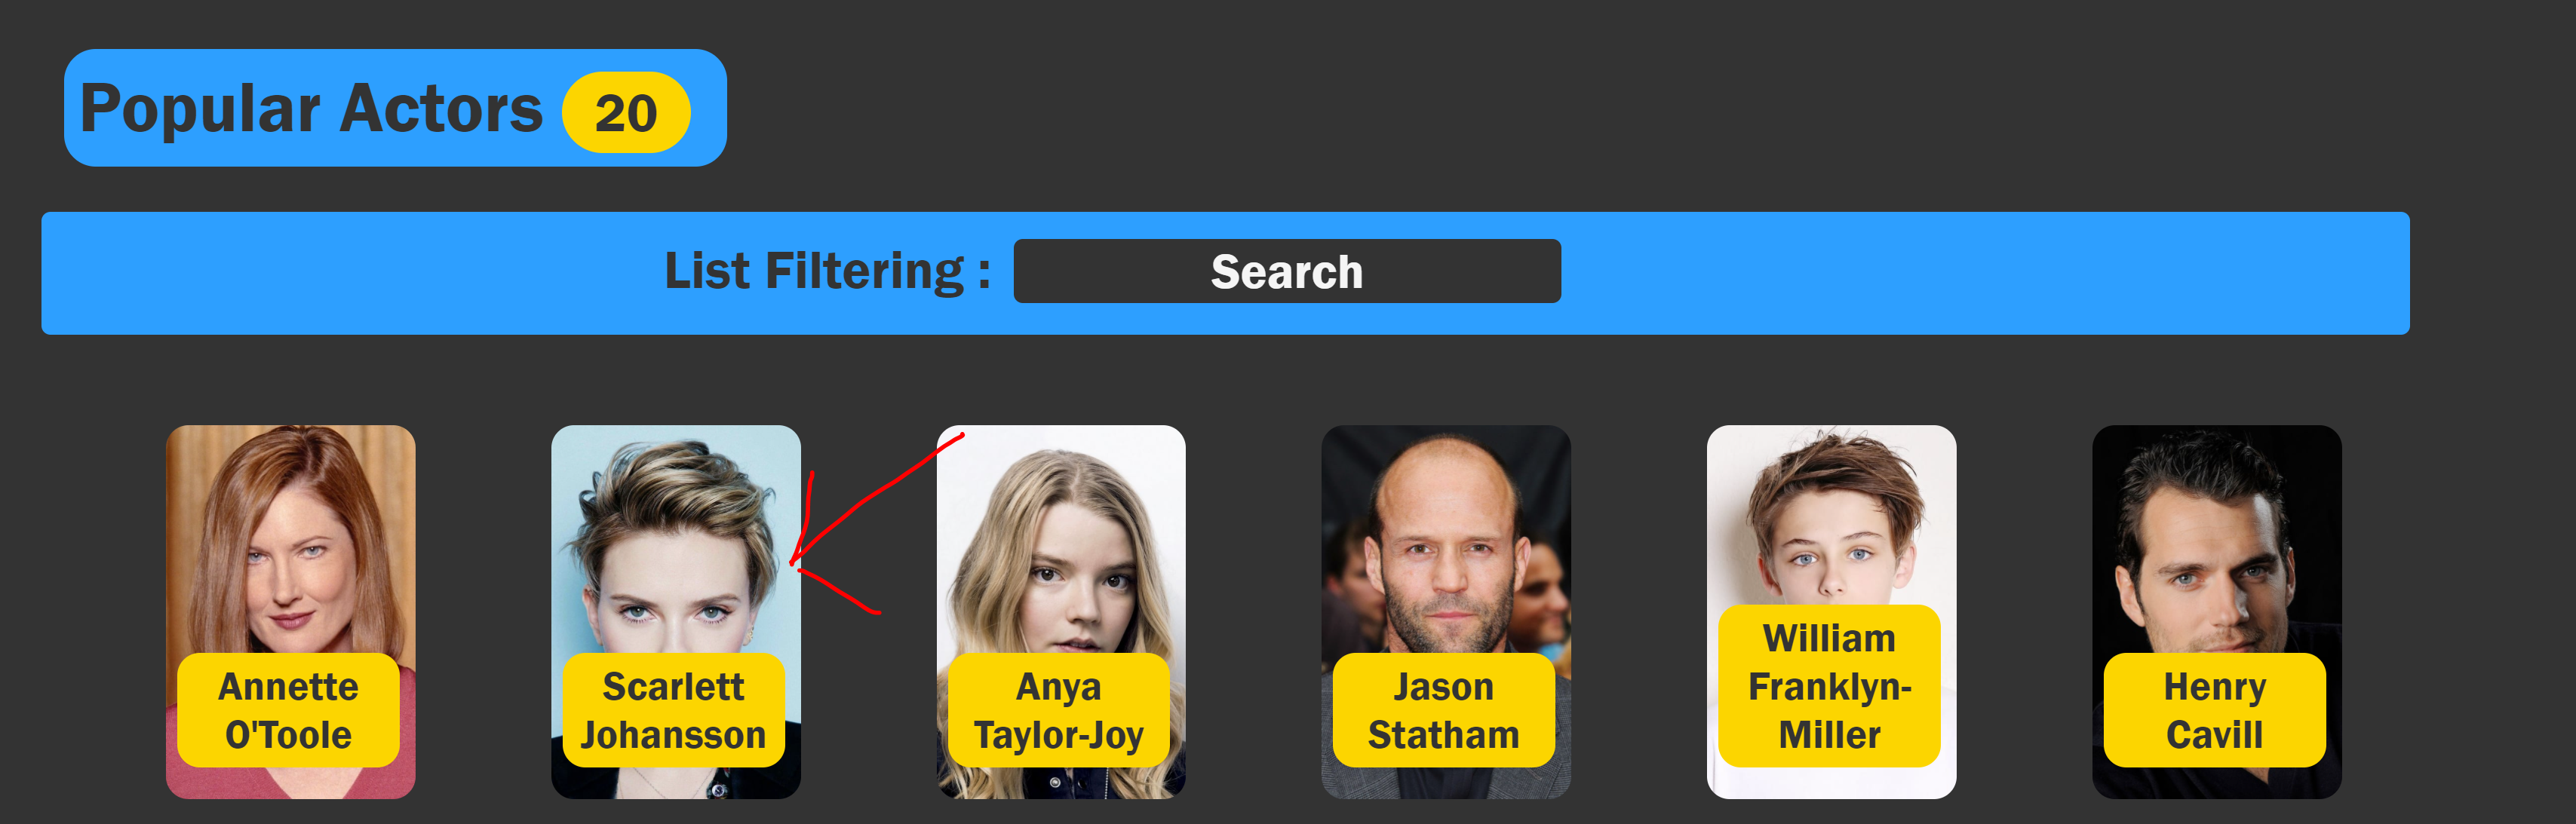 Popular Actors 20
List Filtering : Search
Annette
O'Toole
Scarlett
Johansson
Anya
Taylor-Joy
Jason
Statham
William
Franklyn-
Miller
Henry
Cavill